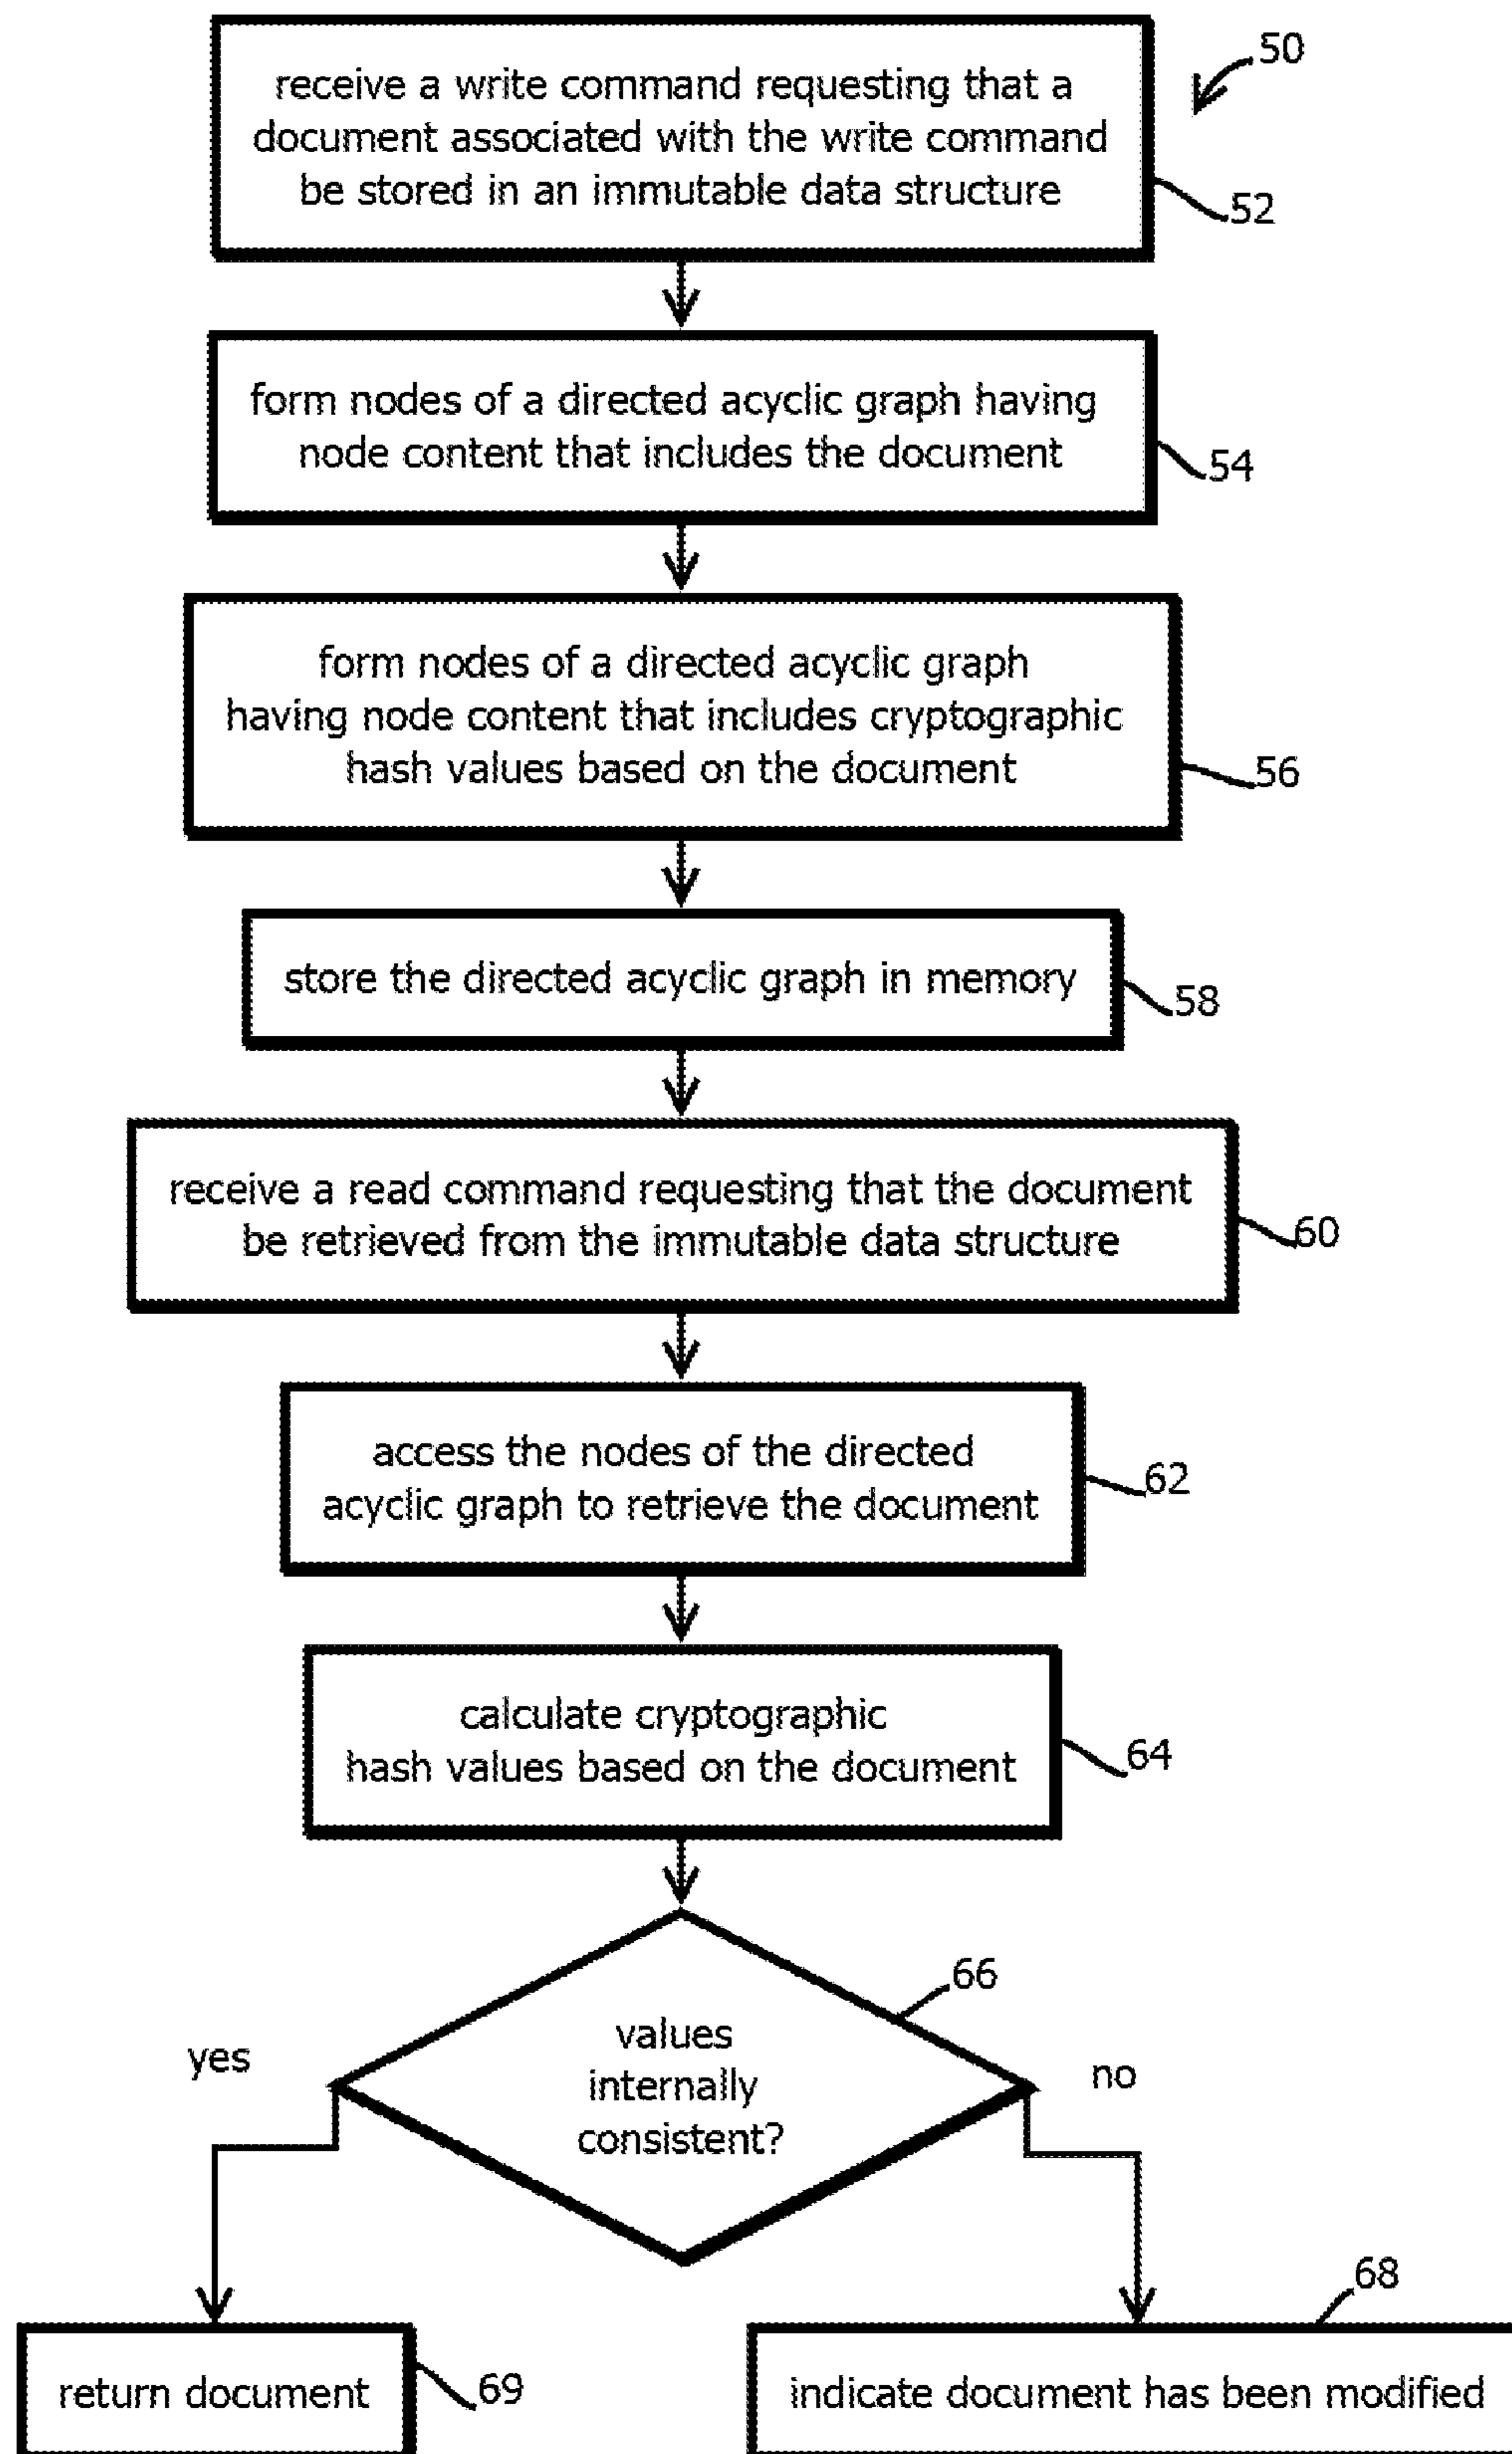 50
receive a write command requesting that a
document associated with the write command
be stored in an immutable data structure
52
form nodes of a directed acyclic graph having
node content that includes the document
54
form nodes of a directed acyclic graph
having node content that includes cryptographic
hash values based on the document
56
store the directed acyclic graph in memory
58
receive a read command requesting that the document
be retrieved from the immutable data structure
60
access the nodes of the directed
acyclic graph to retrieve the document
62
calculate cryptographic
hash values based on the document
64
66
values
internally
consistent?
yes
no
68
return document
69
indicate document has been modified